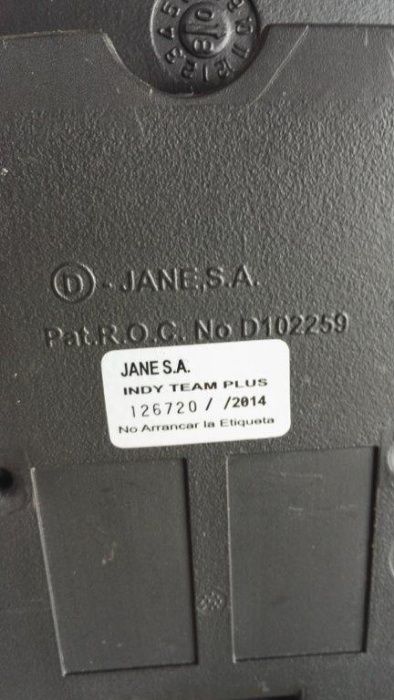 D - JANE,S.A.
Pat.R.O.C. No D102259
JANE S.A.
INDY TEAM PLUS
126720 / /2014
No Arrancar la Etiqueta